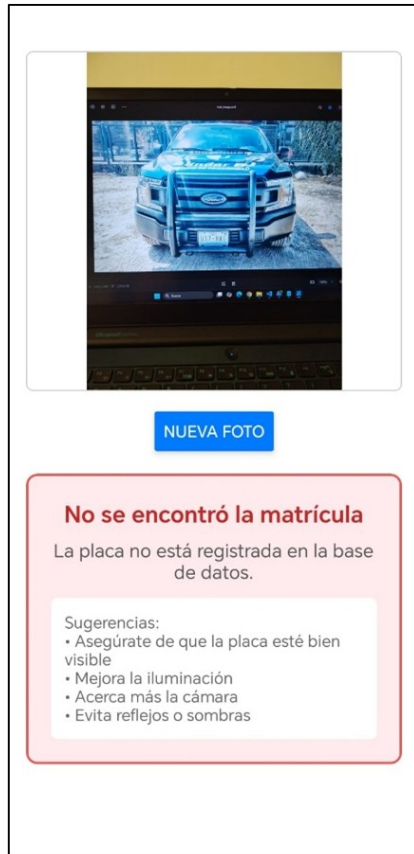 Ford
NUEVA FOTO
No se encontró la matrícula
La placa no está registrada en la base
de datos.
Sugerencias:
• Asegúrate de que la placa esté bien
visible
• Mejora la iluminación
• Acerca más la cámara
• Evita reflejos o sombras